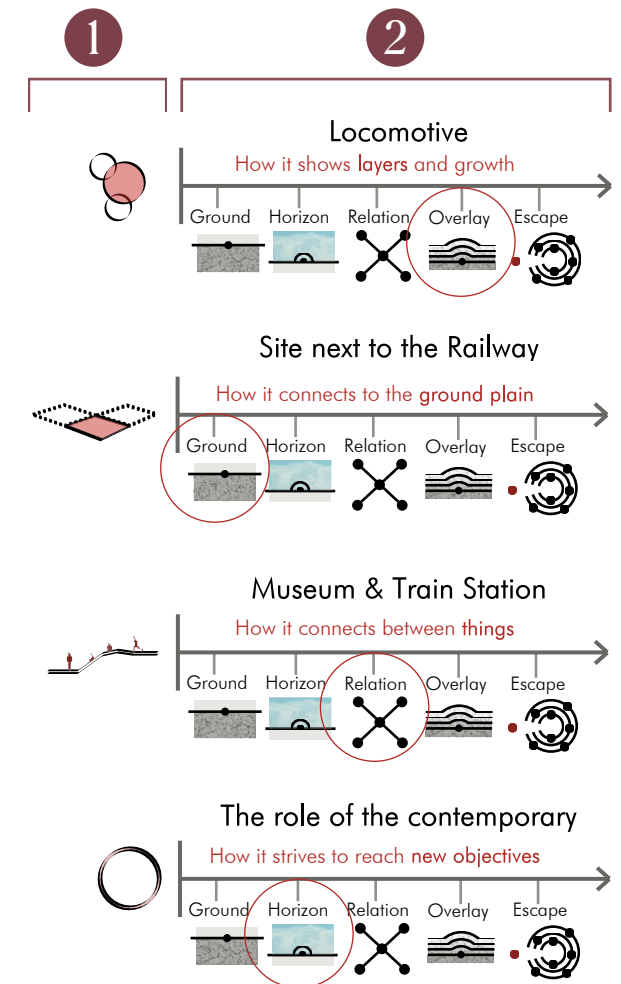 1 2
Locomotive
How it shows layers and growth
Ground Horizon Relation Overlay Escape
Site next to the Railway
How it connects to the ground plain
Ground Horizon Relation Overlay Escape
Museum & Train Station
How it connects between things
Ground Horizon Relation Overlay Escape
The role of the contemporary
How it strives to reach new objectives
Ground Horizon Relation Overlay Escape